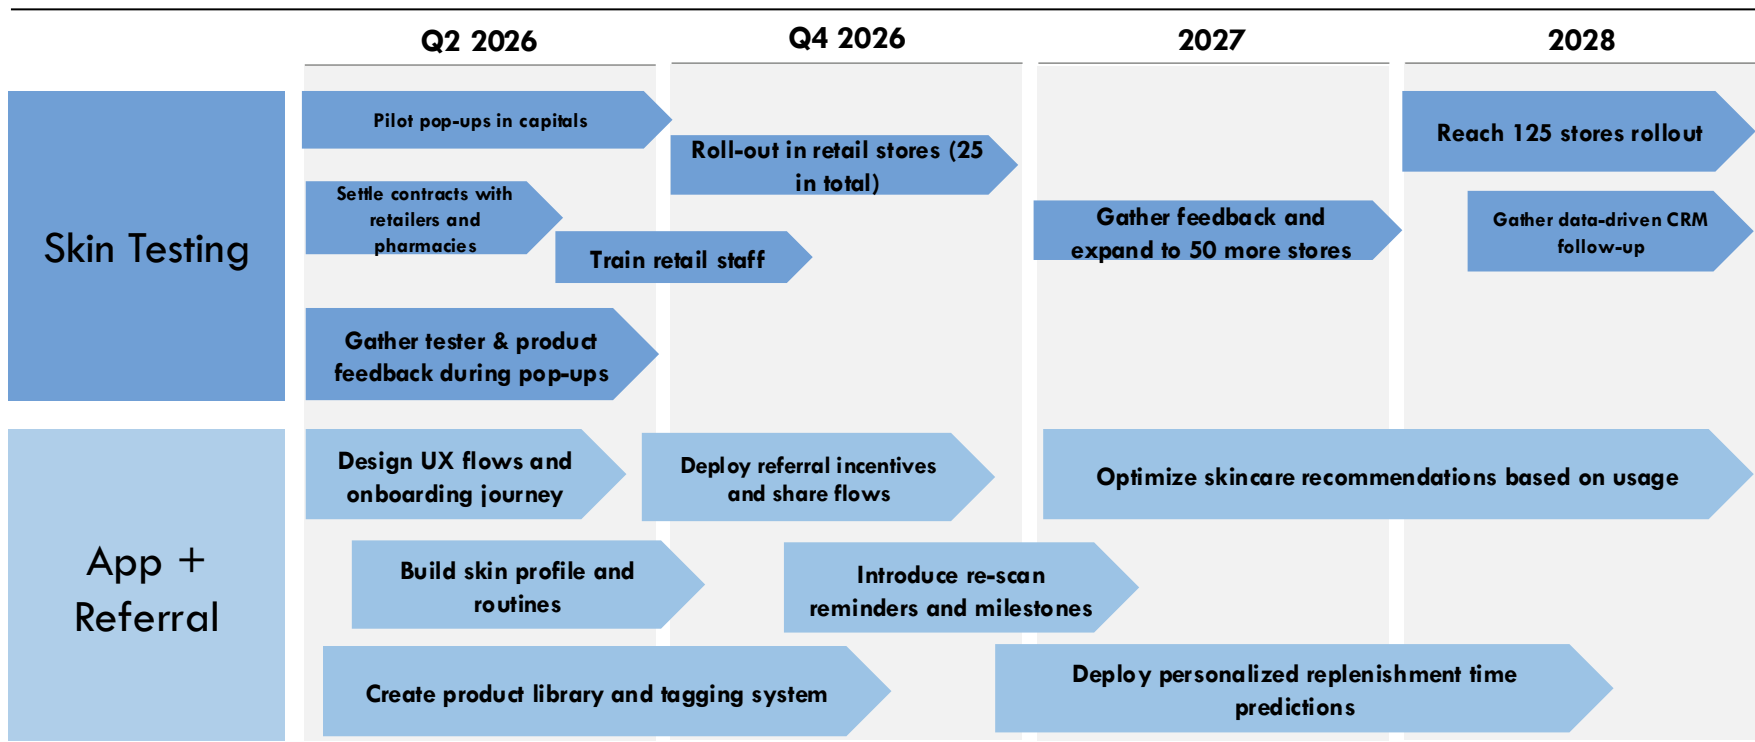 Q2 2026
Q4 2026
2027
2028
Skin Testing
Pilot pop-ups in capitals
Settle contracts with
retailers and
pharmacies
Train retail staff
Gather tester & product
feedback during pop-ups
Roll-out in retail stores (25
in total)
Gather feedback and
expand to 50 more stores
Reach 125 stores rollout
Gather data-driven CRM
follow-up
App +
Referral
Design UX flows and
onboarding journey
Deploy referral incentives
and share flows
Optimize skincare recommendations based on usage
Build skin profile and
routines
Introduce re-scan
reminders and milestones
Create product library and tagging system
Deploy personalized replenishment time
predictions